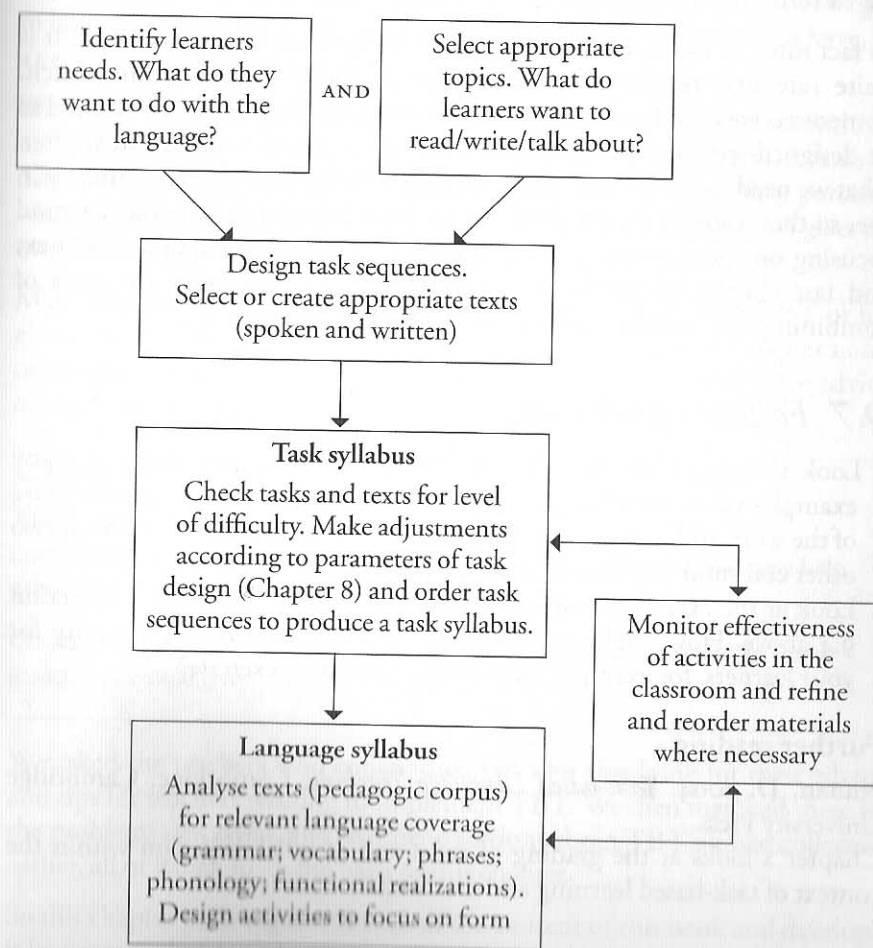 Identify learners
needs. What do they
want to do with the
language?
AND
Select appropriate
topics. What do
learners want to
read/write/talk about?
Design task sequences.
Select or create appropriate texts
(spoken and written)
Task syllabus
Check tasks and texts for level
of difficulty. Make adjustments
according to parameters of task
design (Chapter 8) and order task
sequences to produce a task syllabus.
Monitor effectiveness
of activities in the
classroom and refine
and reorder materials
where necessary
Language syllabus
Analyse texts (pedagogic corpus)
for relevant language coverage
(grammar; vocabulary; phrases;
phonology; functional realizations).
Design activities to focus on form